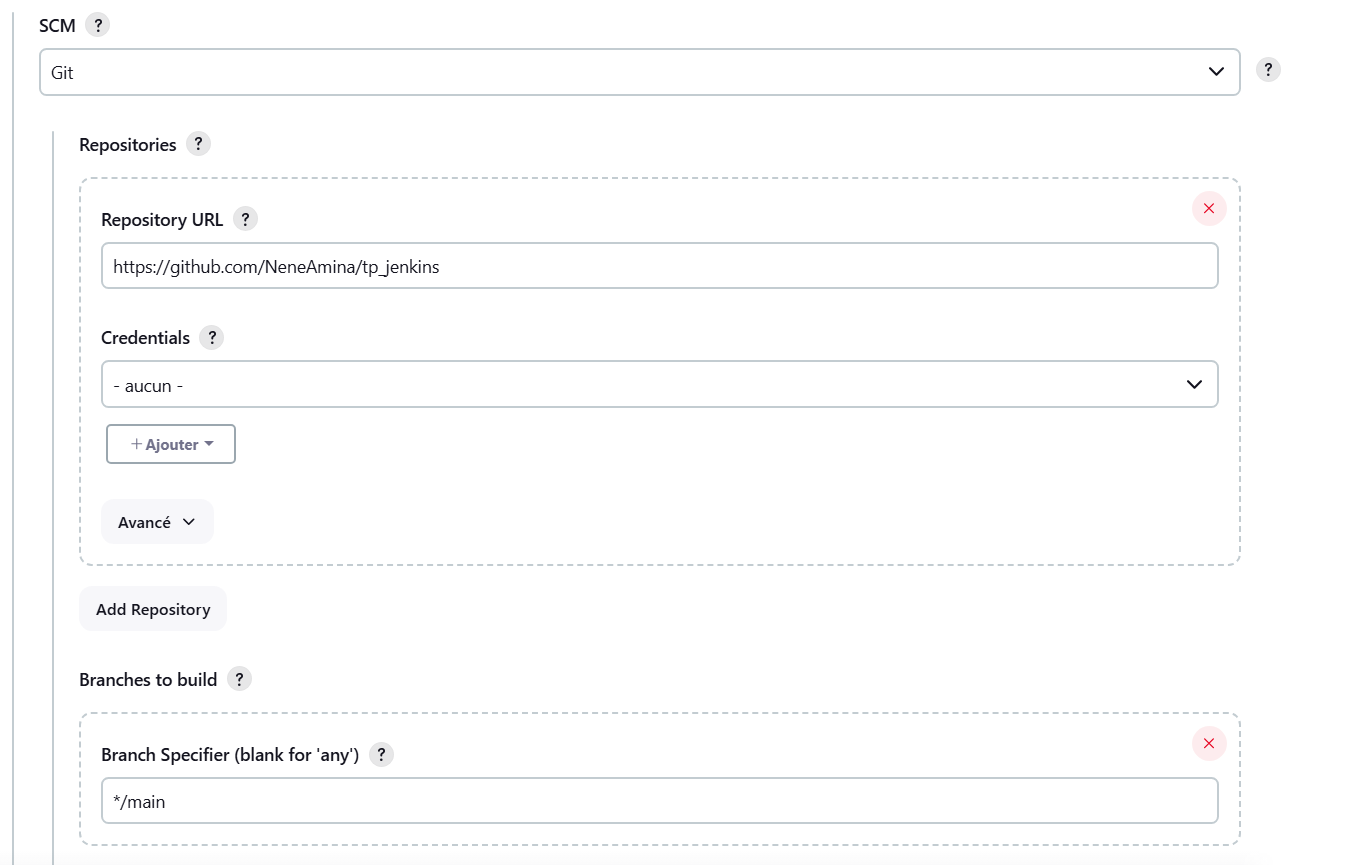 SCM ?
Git
?
Repositories ?
Repository URL ?
https://github.com/NeneAmina/tp_jenkins
Credentials ?
- aucun -
+ Ajouter
Avancé
Add Repository
Branches to build ?
Branch Specifier (blank for 'any') ?
*/main